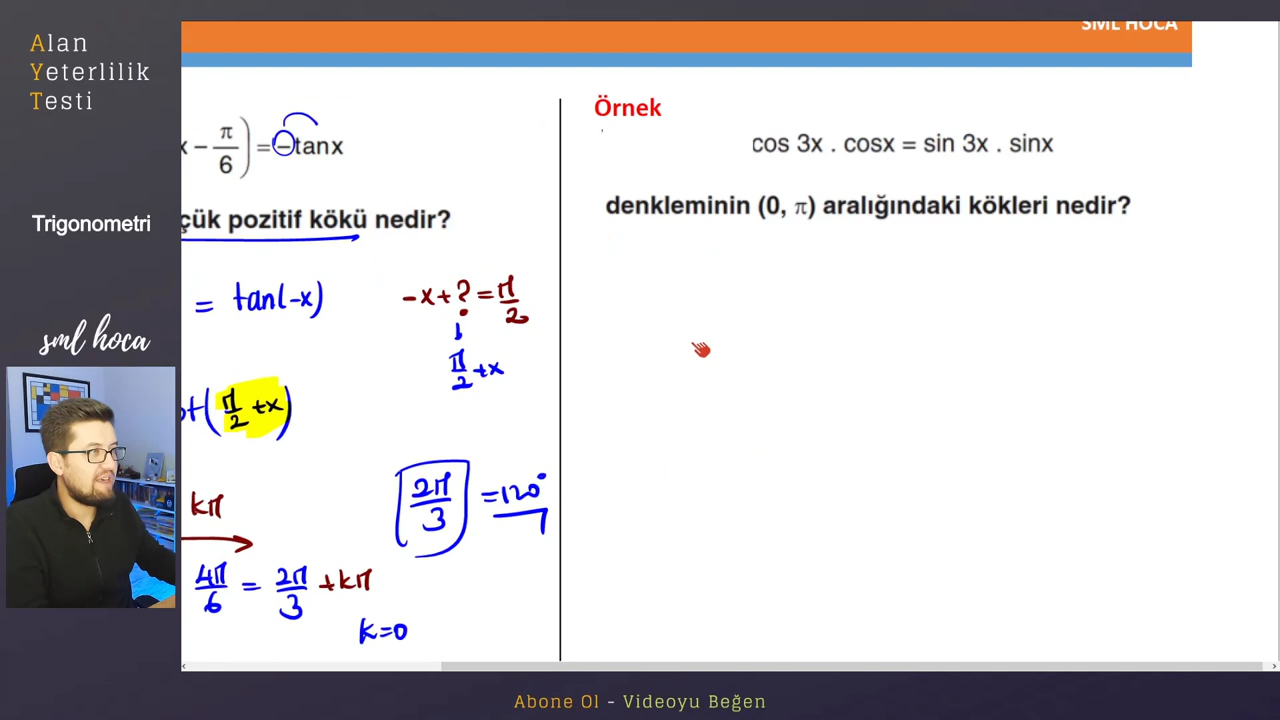 Alan
Yeterlilik
Testi
Trigonometri
sml hoca
SML HOCA
x − π/6) = −tanx
çük pozitif kökü nedir?
= tan(-x)
-x+? = π/2
π/2 +x
ot(π/2 +x)
kπ
2π/3 =120°
4π/6 = 2π/3 +kπ
k=0
Örnek
cos 3x . cosx = sin 3x . sinx
denkleminin (0, π) aralığındaki kökleri nedir?
Abone Ol - Videoyu Beğen